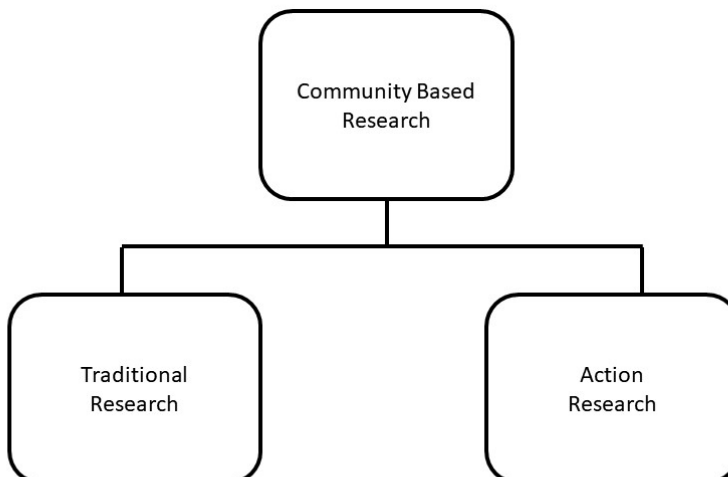 Community Based
Research
Traditional
Research
Action
Research